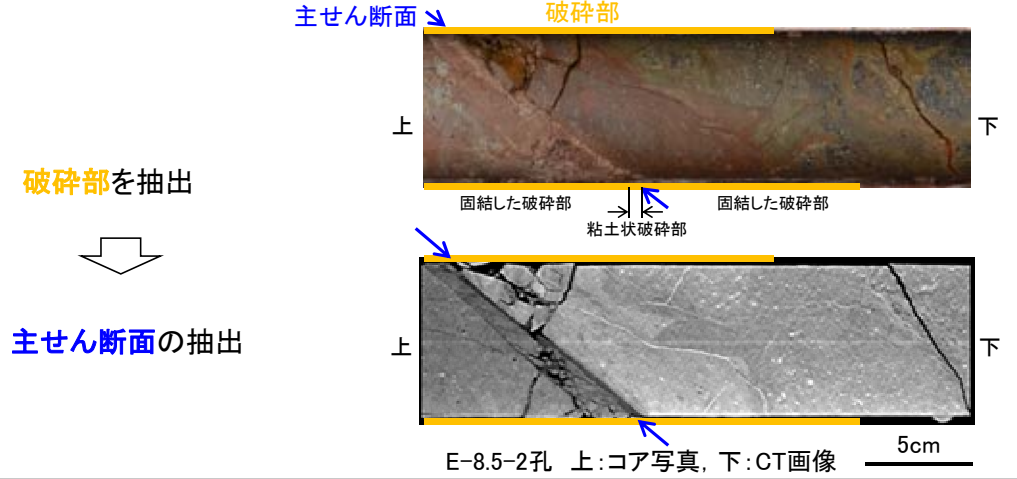 主せん断面
破砕部
上
下
破砕部を抽出
固結した破砕部
固結した破砕部
粘土状破砕部
主せん断面の抽出
上
下
E-8.5-2孔 上:コア写真, 下:CT画像
5cm